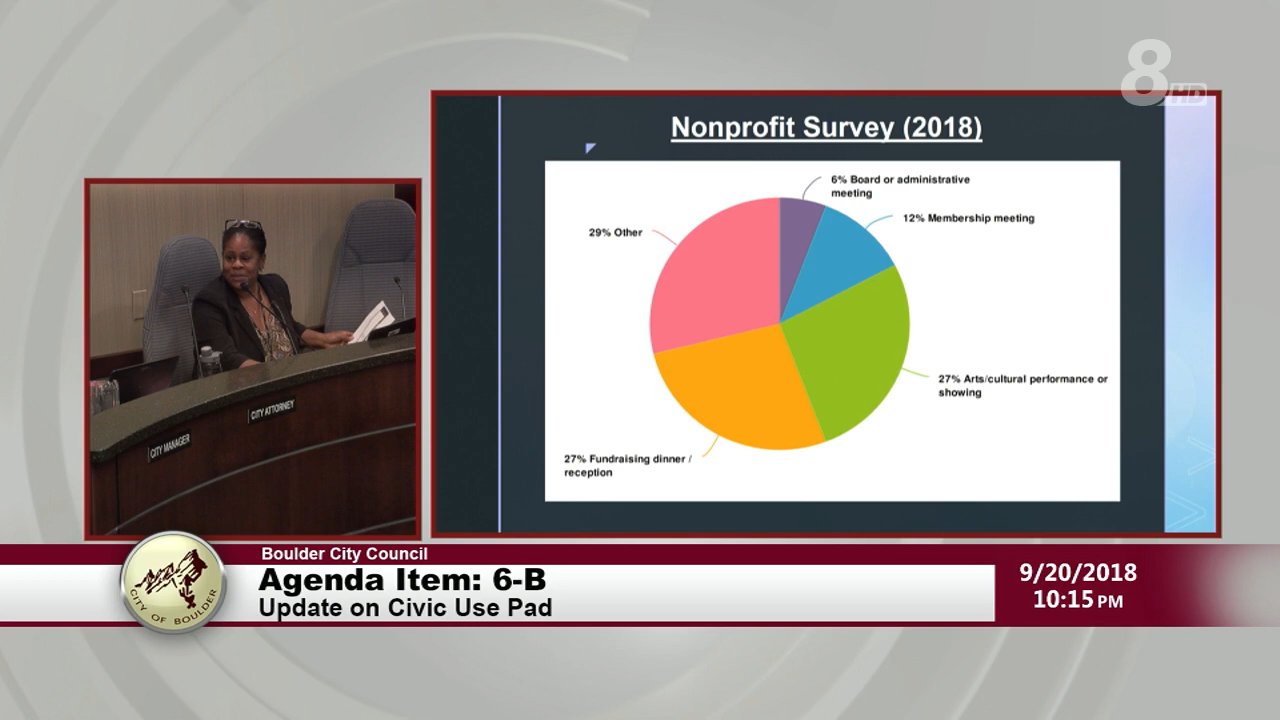 8
HD
Nonprofit Survey (2018)
6% Board or administrative
meeting
12% Membership meeting
29% Other
27% Arts/cultural performance or
showing
27% Fundraising dinner /
reception
CITY ATTORNEY
CITY MANAGER
Boulder City Council
Agenda Item: 6-B
Update on Civic Use Pad
CITY OF BOULDER
9/20/2018
10:15 PM